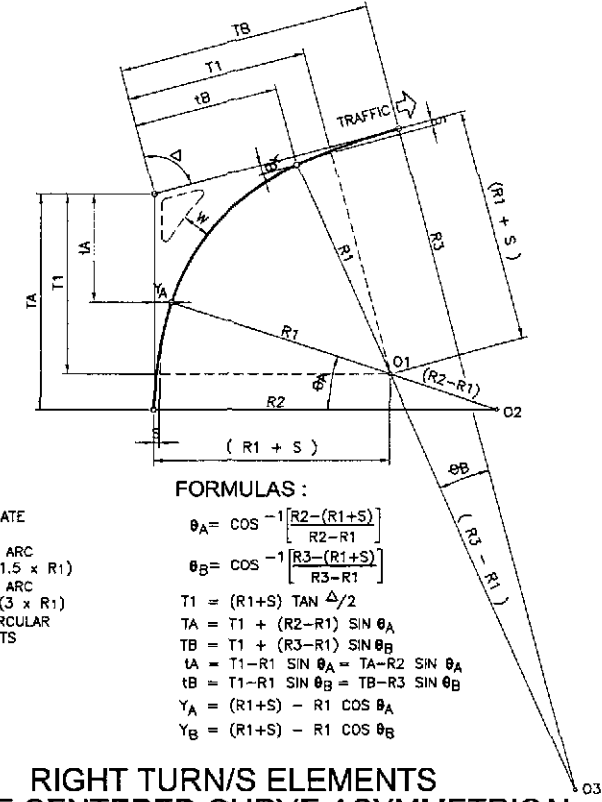 TB
T1
tB
TRAFFIC
S
Δ
YB
W
TA
T1
tA
YA
R1
R3
(R1 + S)
R1
θA
O1
(R2-R1)
R2
O2
S
( R1 + S )
θB
( R3 - R1 )
O3
ATE
ARC
1.5 x R1)
ARC
(3 x R1)
RCULAR
TS
FORMULAS :
θA= COS -1[R2-(R1+S)/R2-R1]
θB= COS -1[R3-(R1+S)/R3-R1]
T1 = (R1+S) TAN Δ/2
TA = T1 + (R2-R1) SIN θA
TB = T1 + (R3-R1) SIN θB
tA = T1-R1 SIN θA = TA-R2 SIN θA
tB = T1-R1 SIN θB = TB-R3 SIN θB
YA = (R1+S) - R1 COS θA
YB = (R1+S) - R1 COS θB
RIGHT TURN/S ELEMENTS
E CENTERED CURVE ASYMMETRICAL